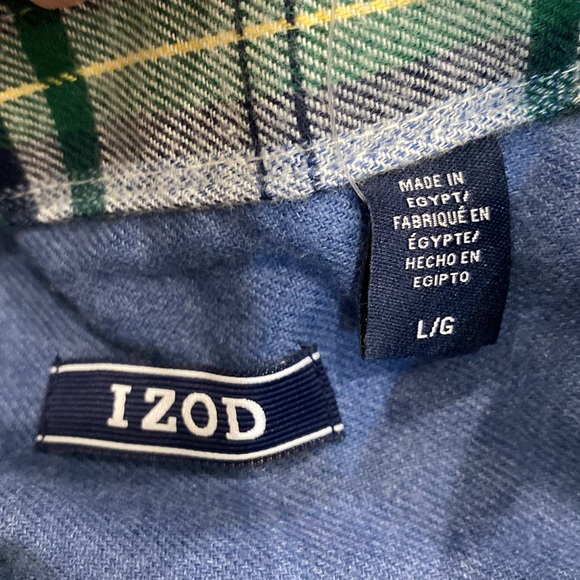 MADE IN
EGYPT/
FABRIQUÉ EN
ÉGYPTE/
HECHO EN
EGIPTO
L/G
IZOD